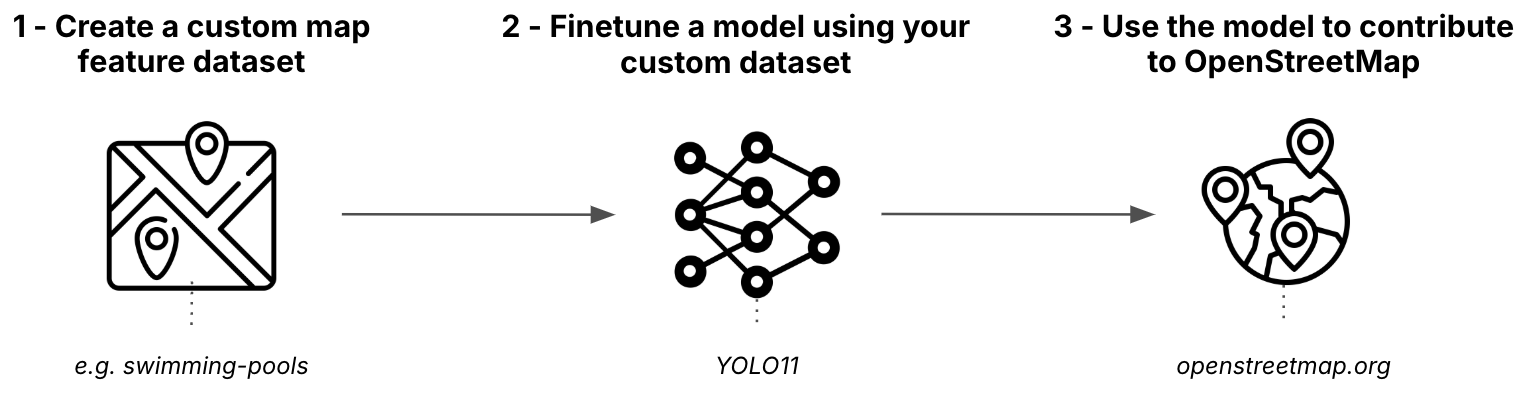 1 - Create a custom map
feature dataset
2 - Finetune a model using your
custom dataset
3 - Use the model to contribute
to OpenStreetMap
e.g. swimming-pools
YOLO11
openstreetmap.org